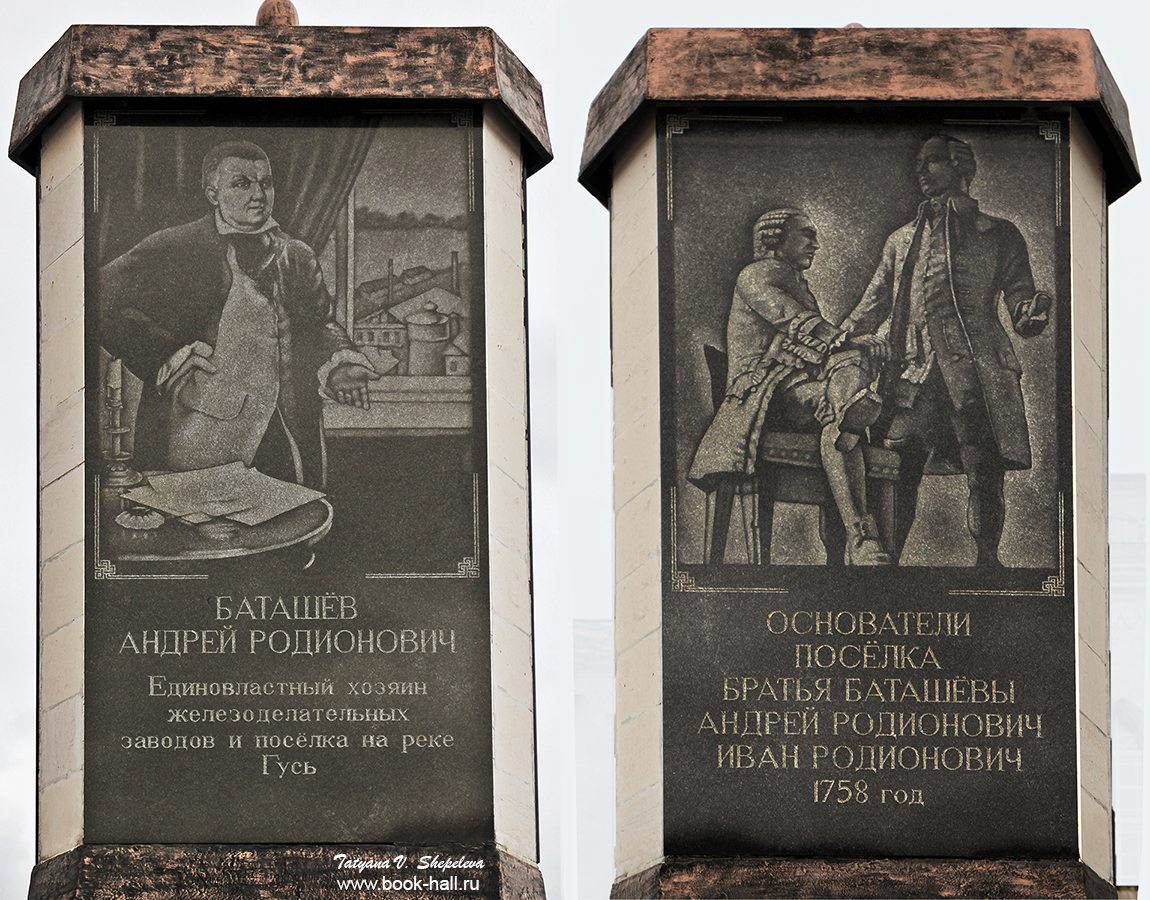 БАТАШЁВ
АНДРЕЙ РОДИОНОВИЧ
Единовластный хозяин
железоделательных
заводов и посёлка на реке
Гусь
ОСНОВАТЕЛИ
ПОСЁЛКА
БРАТЬЯ БАТАШЁВЫ
АНДРЕЙ РОДИОНОВИЧ
ИВАН РОДИОНОВИЧ
1758 год
Tatyana V. Shepeleva
www.book-hall.ru